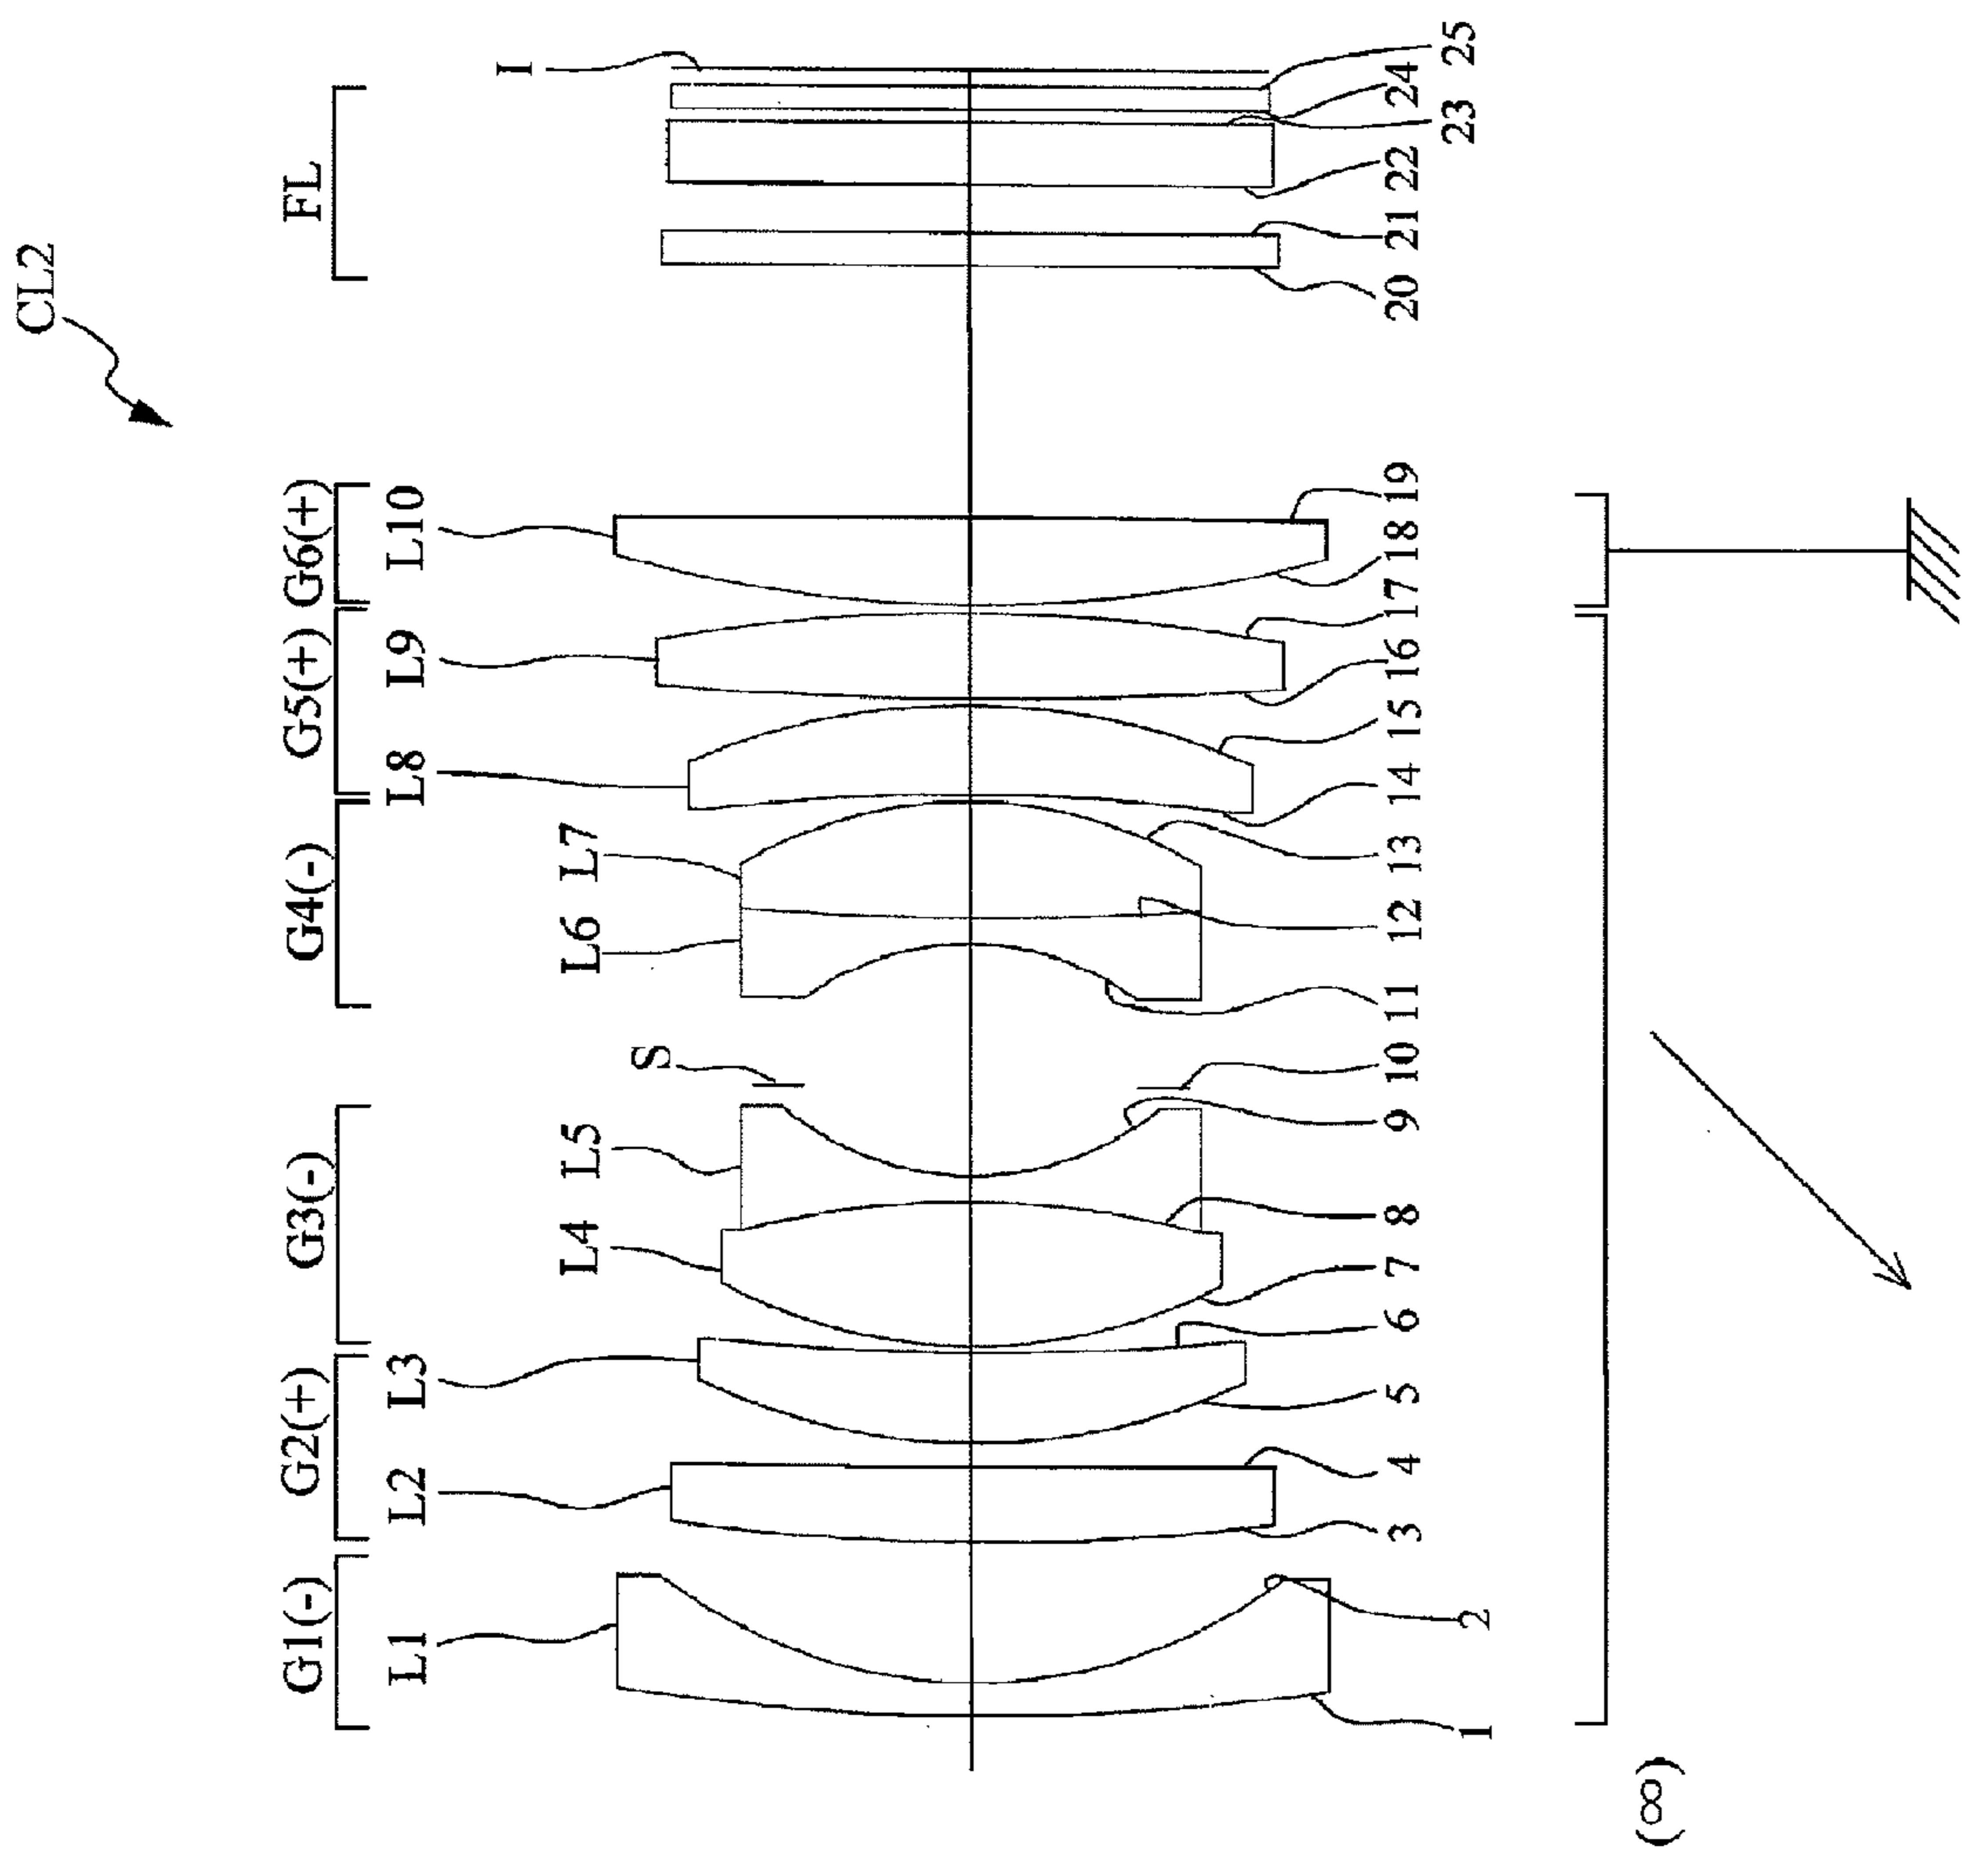 CL2
G1(-) G2(+) G3(-) G4(-) G5(+) G6(+) FL
L1 L2 L3 L8 L9 L10
L4 L5 L6 L7 I
S
3 4 5 6 7 8 9 10 11 12 13 14 15 16 17 18 19 20 21 22 24
1 2 23 25
(∞)